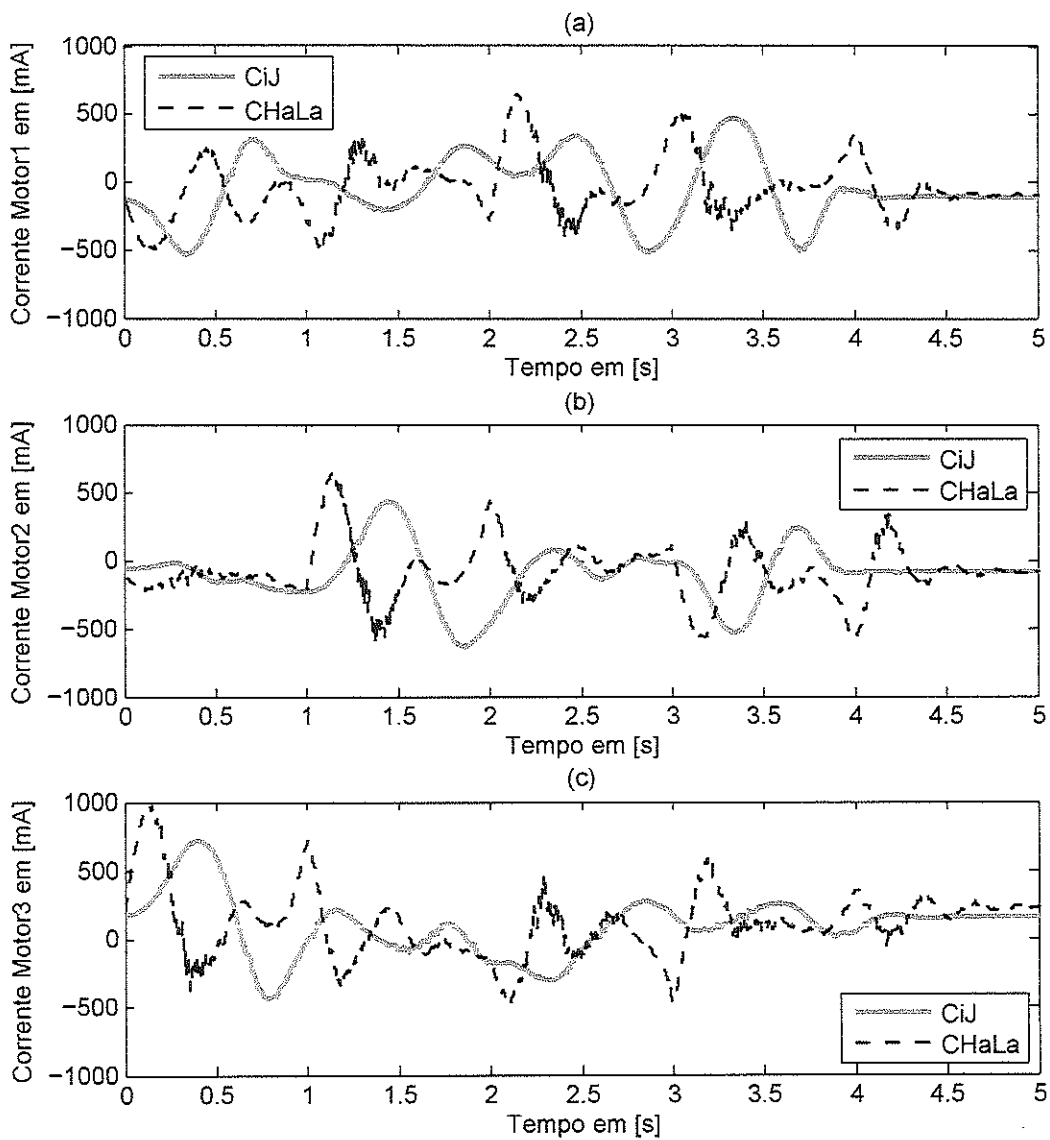 (a)
1000
500
0
−500
−1000
Corrente Motor1 em [mA]
CiJ
CHaLa
0 0.5 1 1.5 2 2.5 3 3.5 4 4.5 5
Tempo em [s]
(b)
1000
500
0
−500
−1000
Corrente Motor2 em [mA]
CiJ
CHaLa
0 0.5 1 1.5 2 2.5 3 3.5 4 4.5 5
Tempo em [s]
(c)
1000
500
0
−500
−1000
Corrente Motor3 em [mA]
CiJ
CHaLa
0 0.5 1 1.5 2 2.5 3 3.5 4 4.5 5
Tempo em [s]